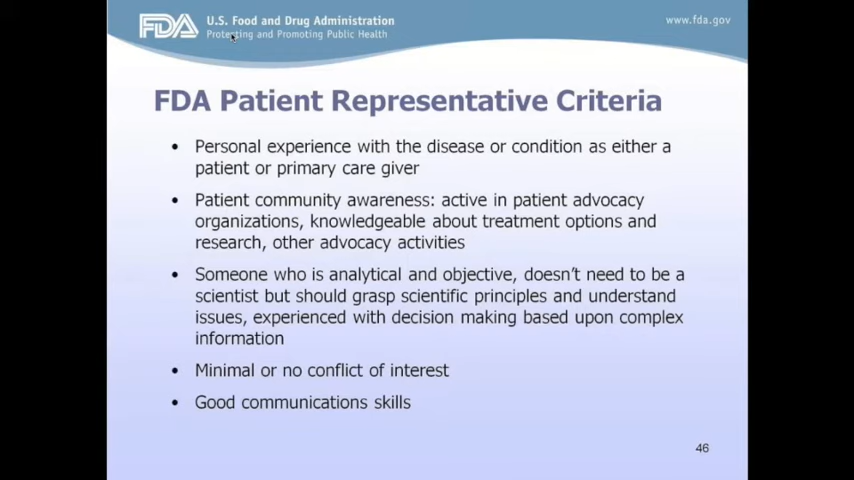 FDA
U.S. Food and Drug Administration
Protecting and Promoting Public Health
www.fda.gov
FDA Patient Representative Criteria
• Personal experience with the disease or condition as either a
patient or primary care giver
• Patient community awareness: active in patient advocacy
organizations, knowledgeable about treatment options and
research, other advocacy activities
• Someone who is analytical and objective, doesn't need to be a
scientist but should grasp scientific principles and understand
issues, experienced with decision making based upon complex
information
• Minimal or no conflict of interest
• Good communications skills
46